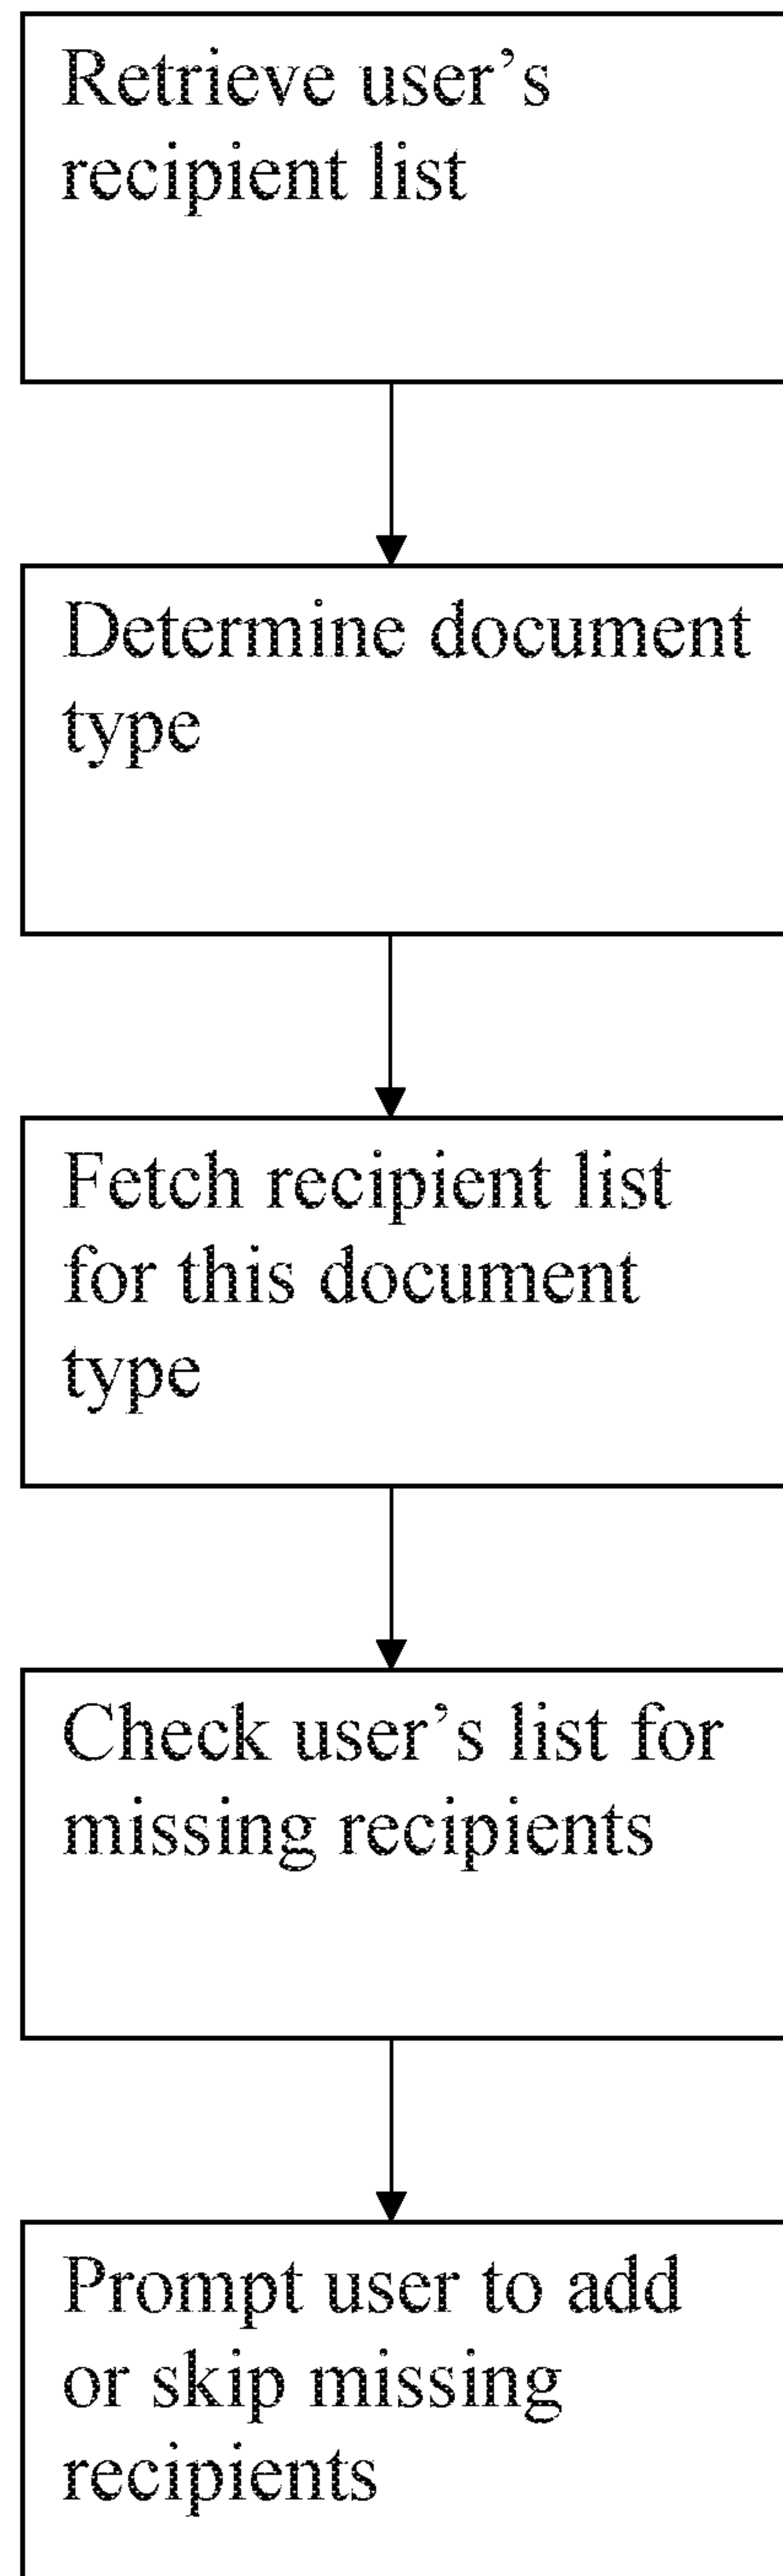 Retrieve user’s
recipient list
Determine document
type
Fetch recipient list
for this document
type
Check user’s list for
missing recipients
Prompt user to add
or skip missing
recipients